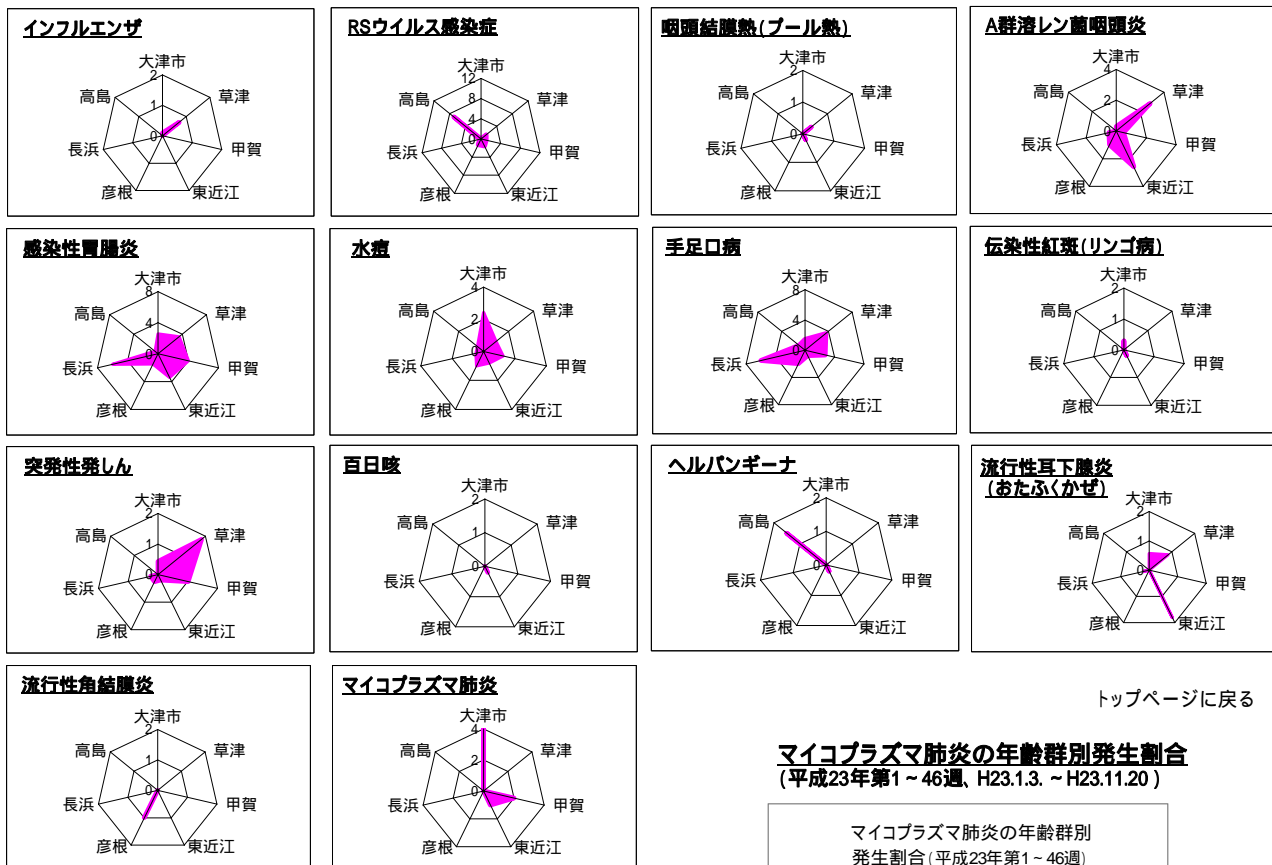 インフルエンザ
大津市
2
1
0
草津
甲賀
東近江
彦根
長浜
高島
RSウイルス感染症
大津市
12
8
4
0
草津
甲賀
東近江
彦根
長浜
高島
咽頭結膜熱(プール熱)
大津市
2
1
0
草津
甲賀
東近江
彦根
長浜
高島
A群溶レン菌咽頭炎
大津市
4
2
0
草津
甲賀
東近江
彦根
長浜
高島
感染性胃腸炎
大津市
8
4
0
草津
甲賀
東近江
彦根
長浜
高島
水痘
大津市
4
2
0
草津
甲賀
東近江
彦根
長浜
高島
手足口病
大津市
8
4
0
草津
甲賀
東近江
彦根
長浜
高島
伝染性紅斑(リンゴ病)
大津市
2
1
0
草津
甲賀
東近江
彦根
長浜
高島
突発性発しん
大津市
2
1
0
草津
甲賀
東近江
彦根
長浜
高島
百日咳
大津市
2
1
0
草津
甲賀
東近江
彦根
長浜
高島
ヘルパンギーナ
大津市
2
1
0
草津
甲賀
東近江
彦根
長浜
高島
流行性耳下腺炎
(おたふくかぜ)
大津市
2
1
0
草津
甲賀
東近江
彦根
長浜
高島
流行性角結膜炎
大津市
2
1
0
草津
甲賀
東近江
彦根
長浜
高島
マイコプラズマ肺炎
大津市
4
2
0
草津
甲賀
東近江
彦根
長浜
高島
トップページに戻る
マイコプラズマ肺炎の年齢群別発生割合
(平成23年第1~46週、H23.1.3.~H23.11.20)
マイコプラズマ肺炎の年齢群別
発生割合(平成23年第1~46週)